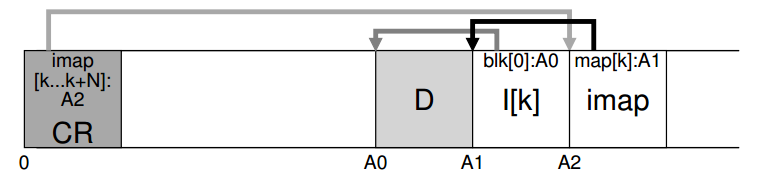 imap
[k...k+N]:
A2
CR
D
blk[0]:A0
I[k]
map[k]:A1
imap
0
A0
A1
A2